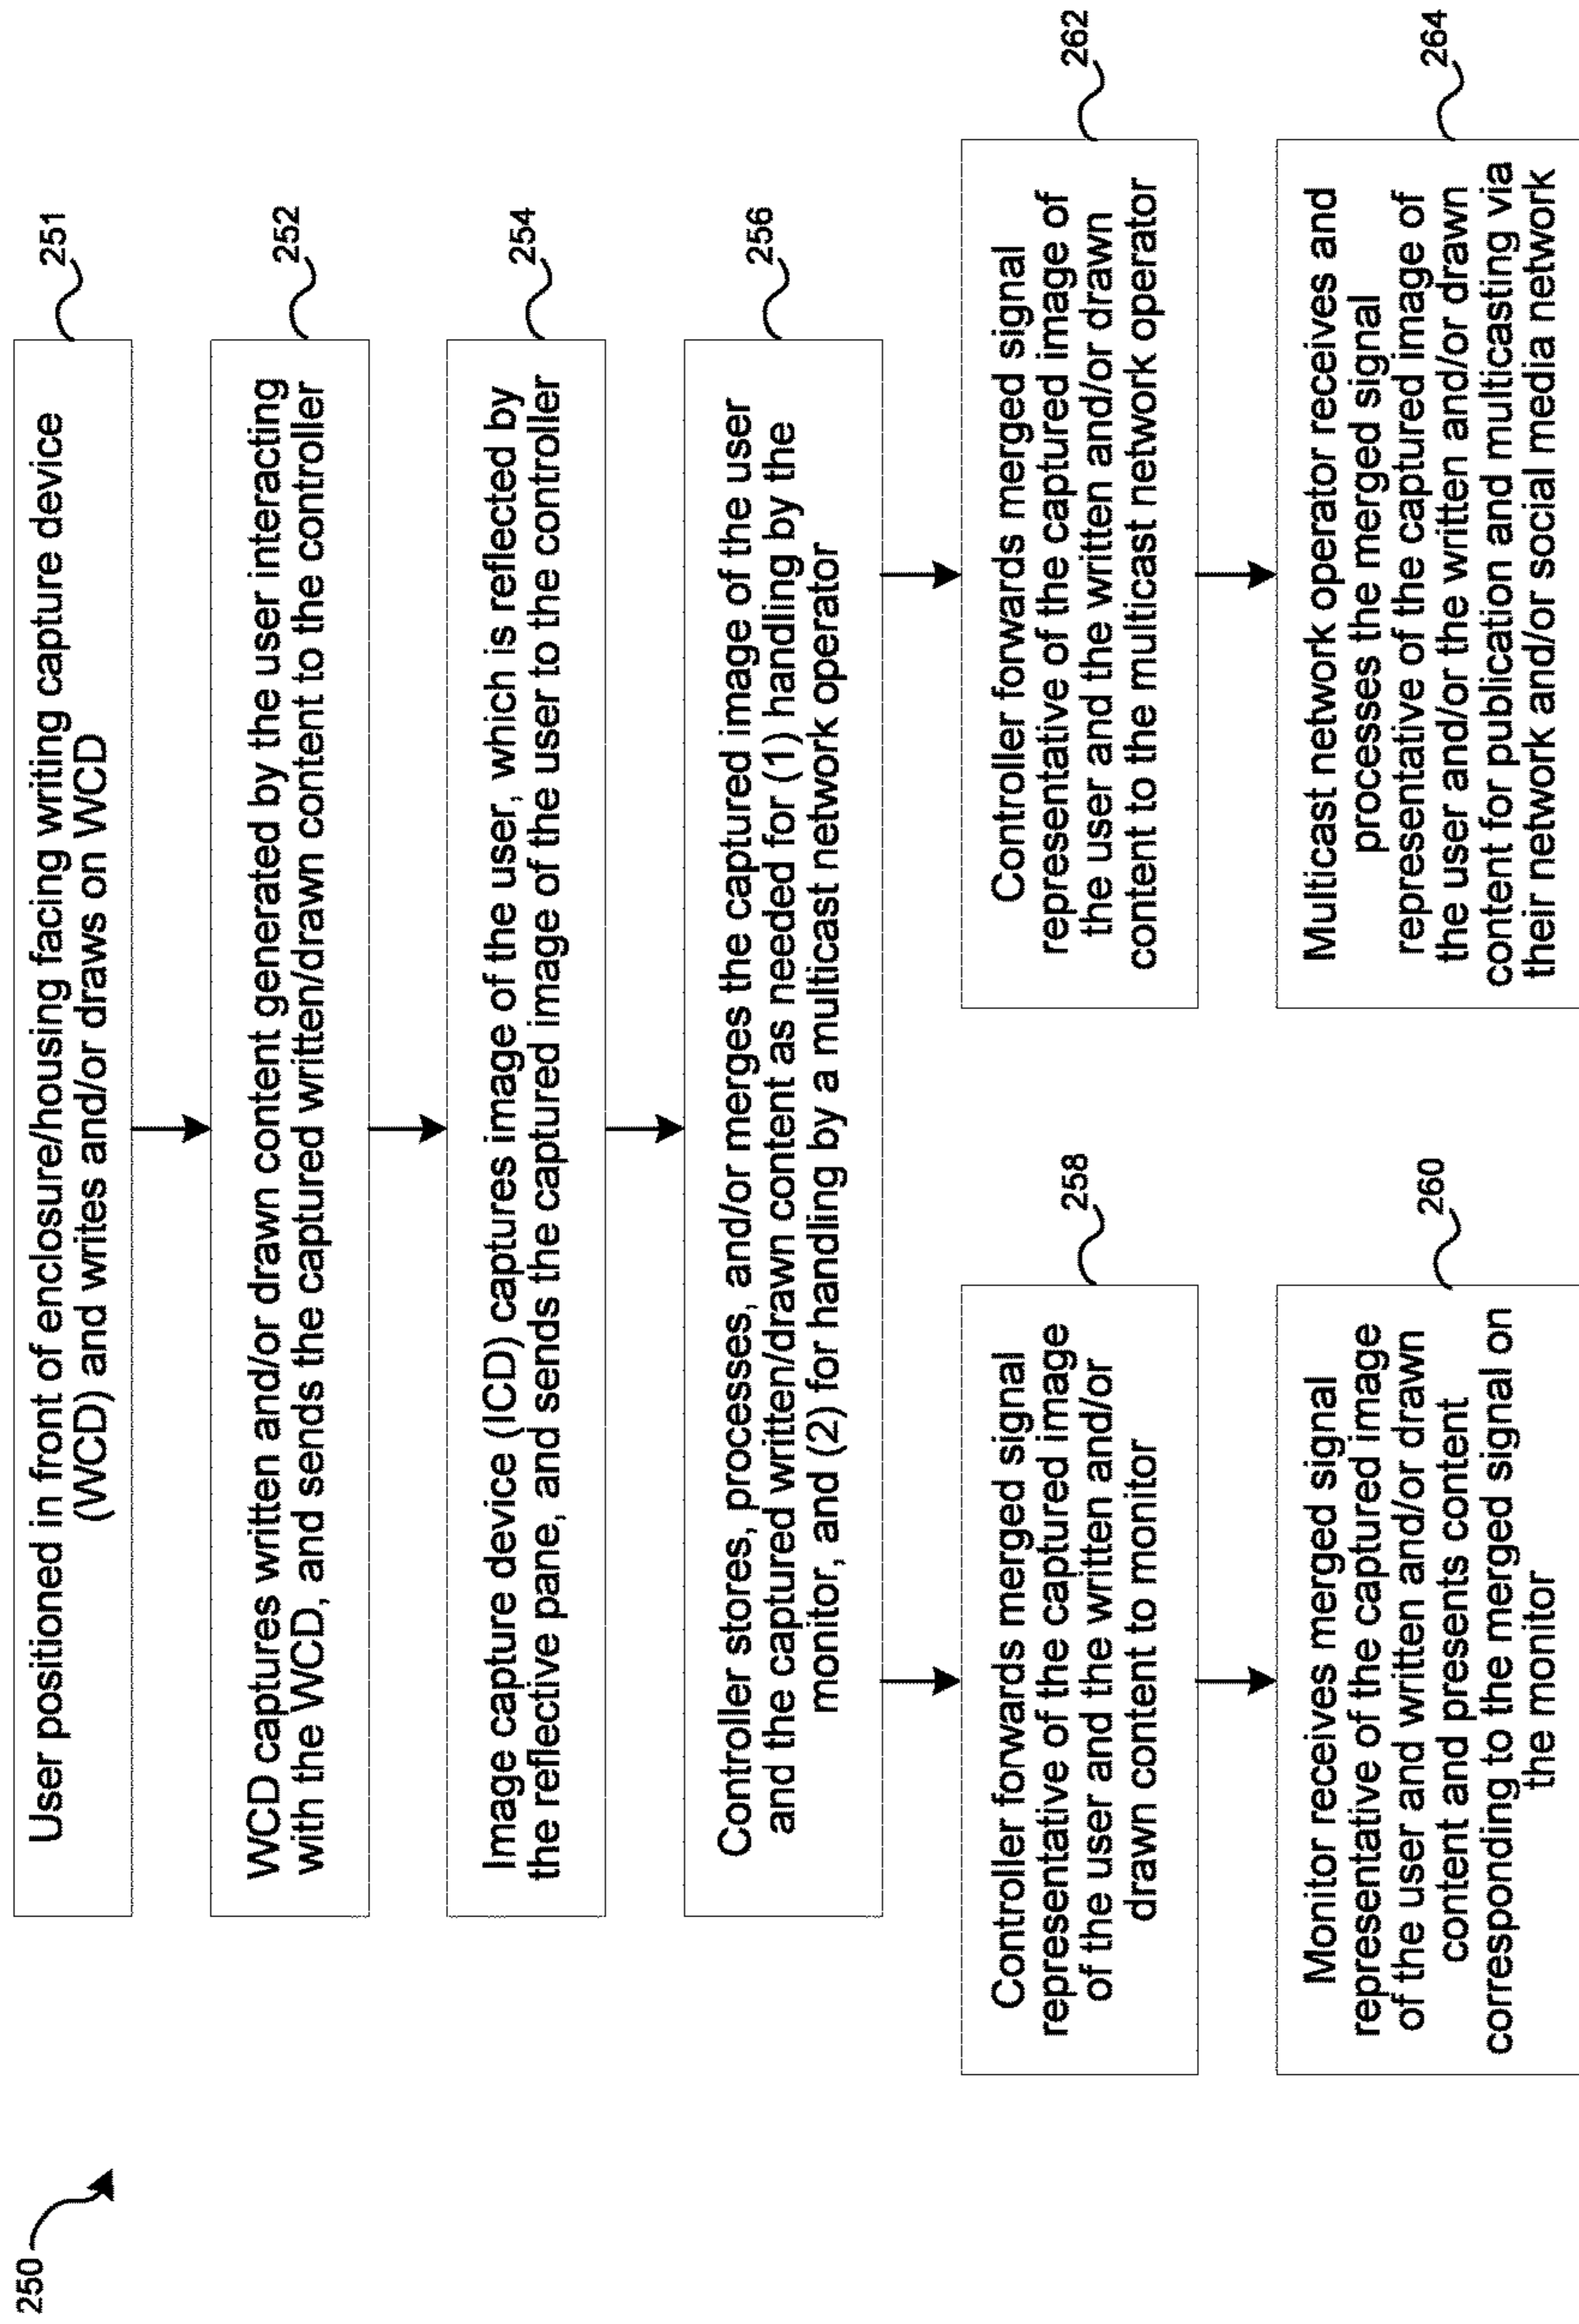 250
User positioned in front of enclosure/housing facing writing capture device
(WCD) and writes and/or draws on WCD
251
WCD captures written and/or drawn content generated by the user interacting
with the WCD, and sends the captured written/drawn content to the controller
252
Image capture device (ICD) captures image of the user, which is reflected by
the reflective pane, and sends the captured image of the user to the controller
254
Controller stores, processes, and/or merges the captured image of the user
and the captured written/drawn content as needed for (1) handling by the
monitor, and (2) for handling by a multicast network operator
256
Controller forwards merged signal
representative of the captured image
of the user and the written and/or
drawn content to monitor
258
Monitor receives merged signal
representative of the captured image
of the user and written and/or drawn
content and presents content
corresponding to the merged signal on
the monitor
260
Controller forwards merged signal
representative of the captured image of
the user and the written and/or drawn
content to the multicast network operator
262
Multicast network operator receives and
processes the merged signal
representative of the captured image of
the user and/or the written and/or drawn
content for publication and multicasting via
their network and/or social media network
264